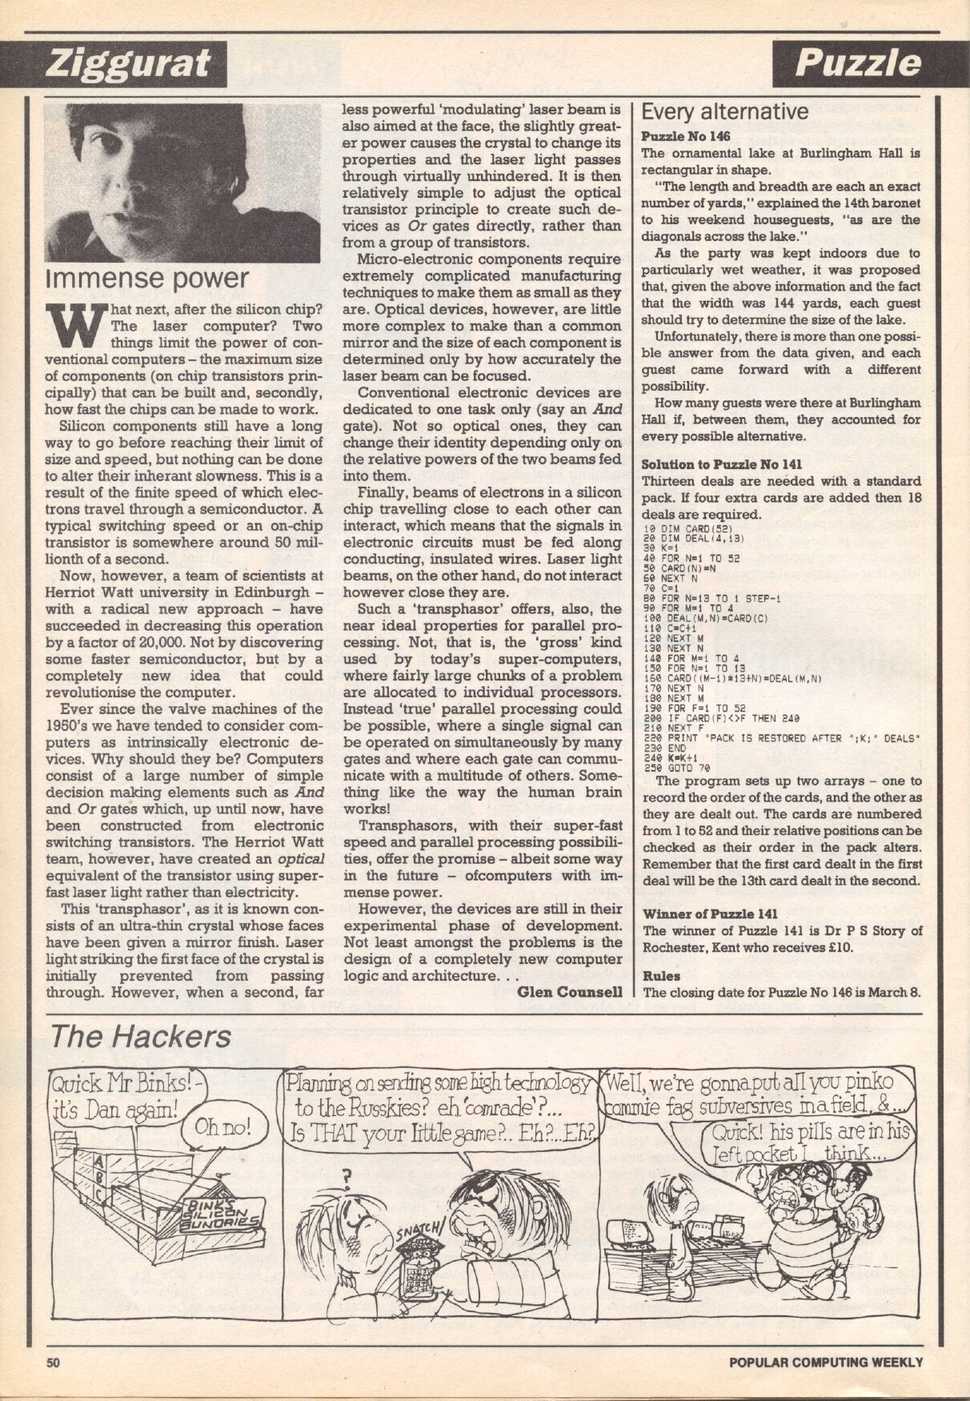 Ziggurat
Puzzle
Immense power
What next, after the silicon chip?
The laser computer? Two
things limit the power of con-
ventional computers – the maximum size
of components (on chip transistors prin-
cipally) that can be built and, secondly,
how fast the chips can be made to work.
Silicon components still have a long
way to go before reaching their limit of
size and speed, but nothing can be done
to alter their inherant slowness. This is a
result of the finite speed of which elec-
trons travel through a semiconductor. A
typical switching speed or an on-chip
transistor is somewhere around 50 mil-
lionth of a second.
Now, however, a team of scientists at
Herriot Watt university in Edinburgh –
with a radical new approach – have
succeeded in decreasing this operation
by a factor of 20,000. Not by discovering
some faster semiconductor, but by a
completely new idea that could
revolutionise the computer.
Ever since the valve machines of the
1950's we have tended to consider com-
puters as intrinsically electronic de-
vices. Why should they be? Computers
consist of a large number of simple
decision making elements such as And
and Or gates which, up until now, have
been constructed from electronic
switching transistors. The Herriot Watt
team, however, have created an optical
equivalent of the transistor using super-
fast laser light rather than electricity.
This 'transphasor', as it is known con-
sists of an ultra-thin crystal whose faces
have been given a mirror finish. Laser
light striking the first face of the crystal is
initially prevented from passing
through. However, when a second, far
less powerful 'modulating' laser beam is
also aimed at the face, the slightly great-
er power causes the crystal to change its
properties and the laser light passes
through virtually unhindered. It is then
relatively simple to adjust the optical
transistor principle to create such de-
vices as Or gates directly, rather than
from a group of transistors.
Micro-electronic components require
extremely complicated manufacturing
techniques to make them as small as they
are. Optical devices, however, are little
more complex to make than a common
mirror and the size of each component is
determined only by how accurately the
laser beam can be focused.
Conventional electronic devices are
dedicated to one task only (say an And
gate). Not so optical ones, they can
change their identity depending only on
the relative powers of the two beams fed
into them.
Finally, beams of electrons in a silicon
chip travelling close to each other can
interact, which means that the signals in
electronic circuits must be fed along
conducting, insulated wires. Laser light
beams, on the other hand, do not interact
however close they are.
Such a 'transphasor' offers, also, the
near ideal properties for parallel pro-
cessing. Not, that is, the 'gross' kind
used by today's super-computers,
where fairly large chunks of a problem
are allocated to individual processors.
Instead 'true' parallel processing could
be possible, where a single signal can
be operated on simultaneously by many
gates and where each gate can commu-
nicate with a multitude of others. Some-
thing like the way the human brain
works!
Transphasors, with their super-fast
speed and parallel processing possibili-
ties, offer the promise – albeit some way
in the future – ofcomputers with im-
mense power.
However, the devices are still in their
experimental phase of development.
Not least amongst the problems is the
design of a completely new computer
logic and architecture. . .
Glen Counsell
Every alternative
Puzzle No 146
The ornamental lake at Burlingham Hall is
rectangular in shape.
"The length and breadth are each an exact
number of yards," explained the 14th baronet
to his weekend houseguests, "as are the
diagonals across the lake."
As the party was kept indoors due to
particularly wet weather, it was proposed
that, given the above information and the fact
that the width was 144 yards, each guest
should try to determine the size of the lake.
Unfortunately, there is more than one possi-
ble answer from the data given, and each
guest came forward with a different
possibility.
How many guests were there at Burlingham
Hall if, between them, they accounted for
every possible alternative.
Solution to Puzzle No 141
Thirteen deals are needed with a standard
pack. If four extra cards are added then 18
deals are required.
10 DIM CARD(52)
20 DIM DEAL(4,13)
30 K=1
40 FOR N=1 TO 52
50 CARD(N)=N
60 NEXT N
70 C=1
80 FOR N=13 TO 1 STEP-1
90 FOR M=1 TO 4
100 DEAL(M,N)=CARD(C)
110 C=C+1
120 NEXT M
130 NEXT N
140 FOR M=1 TO 4
150 FOR N=1 TO 13
160 CARD((M-1)*13+N)=DEAL(M,N)
170 NEXT N
180 NEXT M
190 FOR F=1 TO 52
200 IF CARD(F)<>F THEN 240
210 NEXT F
220 PRINT "PACK IS RESTORED AFTER ";K;" DEALS"
230 END
240 K=K+1
250 GOTO 70
The program sets up two arrays – one to
record the order of the cards, and the other as
they are dealt out. The cards are numbered
from 1 to 52 and their relative positions can be
checked as their order in the pack alters.
Remember that the first card dealt in the first
deal will be the 13th card dealt in the second.
Winner of Puzzle 141
The winner of Puzzle 141 is Dr P S Story of
Rochester, Kent who receives £10.
Rules
The closing date for Puzzle No 146 is March 8.
The Hackers
Quick Mr Binks! -
it's Dan again!
Oh no!
A
B
C
BINK'S
SILICON
SUNDRIES
Planning on sending some high technology
to the Russkies? eh 'comrade'?...
Is THAT your little game?.. Eh?..Eh?
?
SNATCH!
Well, we're gonna put all you pinko
commie fag subversives in a field, &...
Quick! his pills are in his
left pocket I think...
50
POPULAR COMPUTING WEEKLY